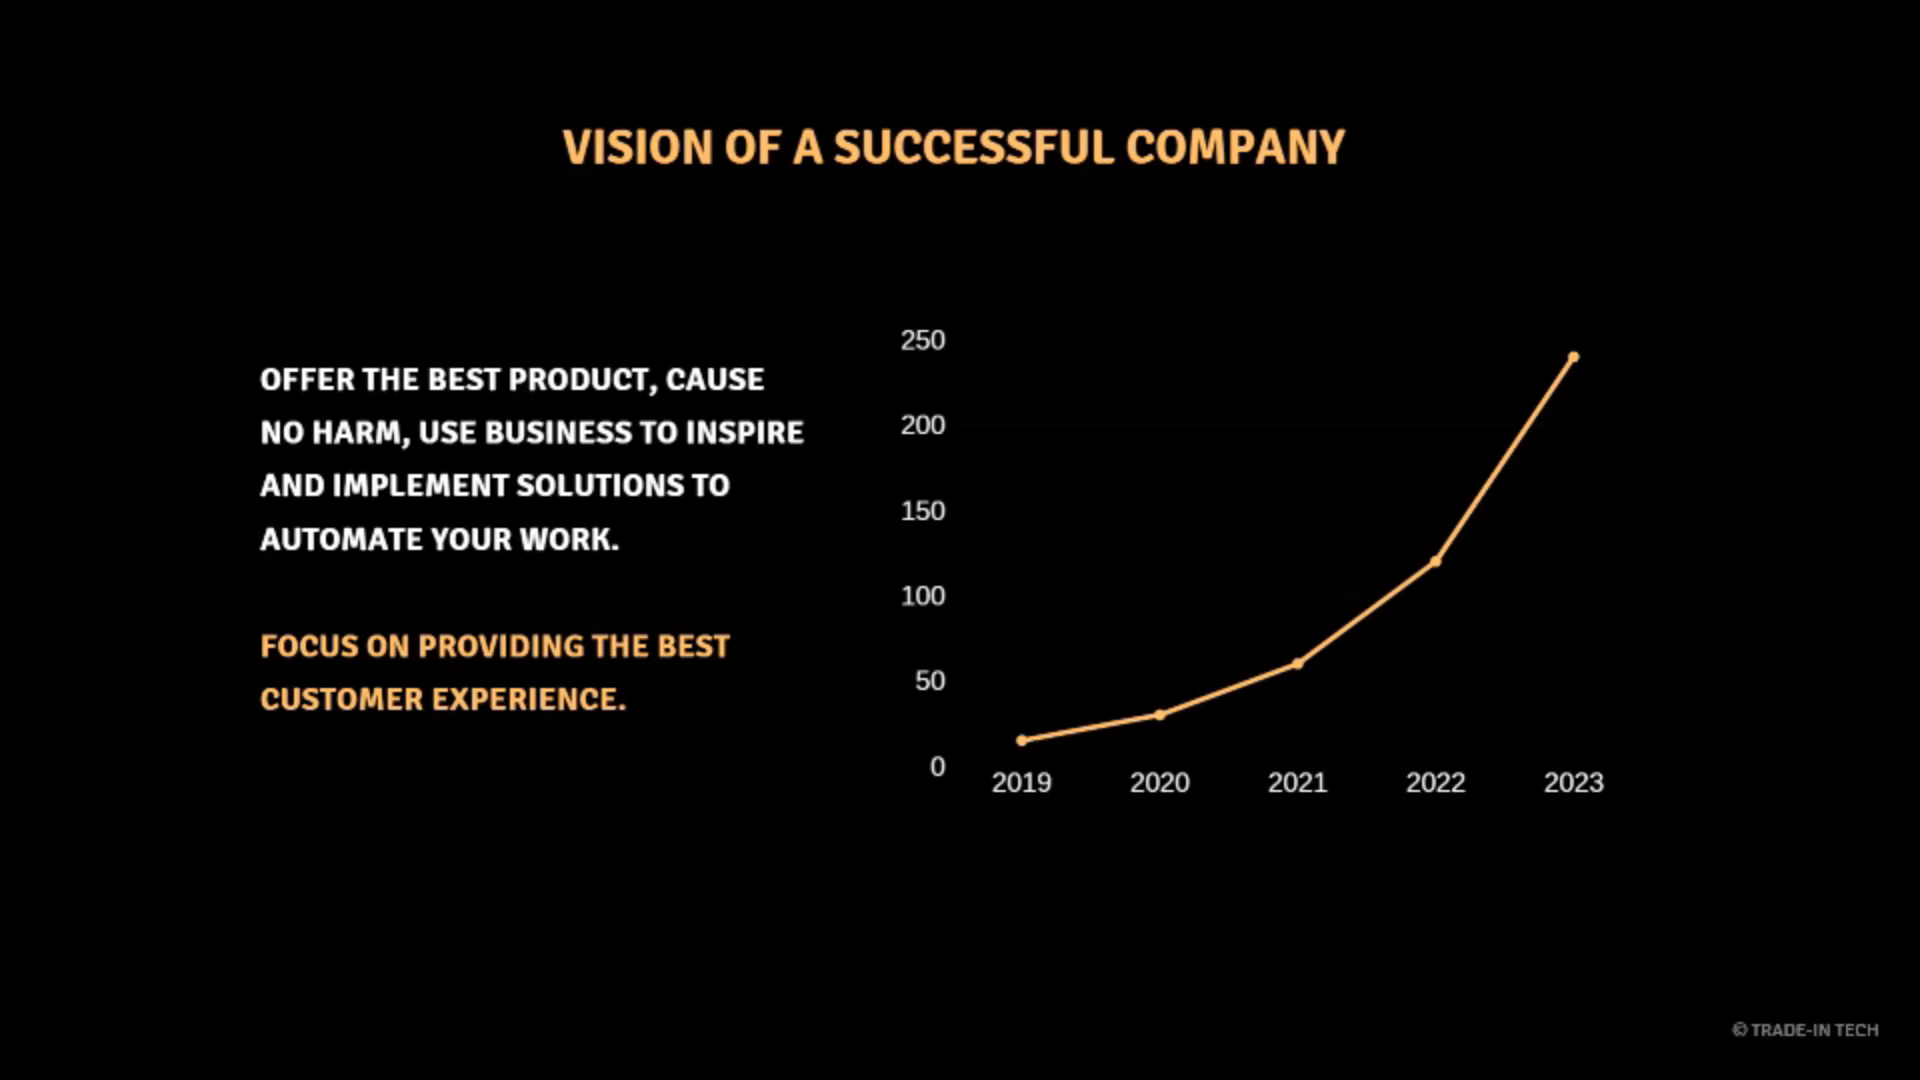 VISION OF A SUCCESSFUL COMPANY
OFFER THE BEST PRODUCT, CAUSE
NO HARM, USE BUSINESS TO INSPIRE
AND IMPLEMENT SOLUTIONS TO
AUTOMATE YOUR WORK.
FOCUS ON PROVIDING THE BEST
CUSTOMER EXPERIENCE.
250
200
150
100
50
0
2019 2020 2021 2022 2023
© TRADE-IN TECH